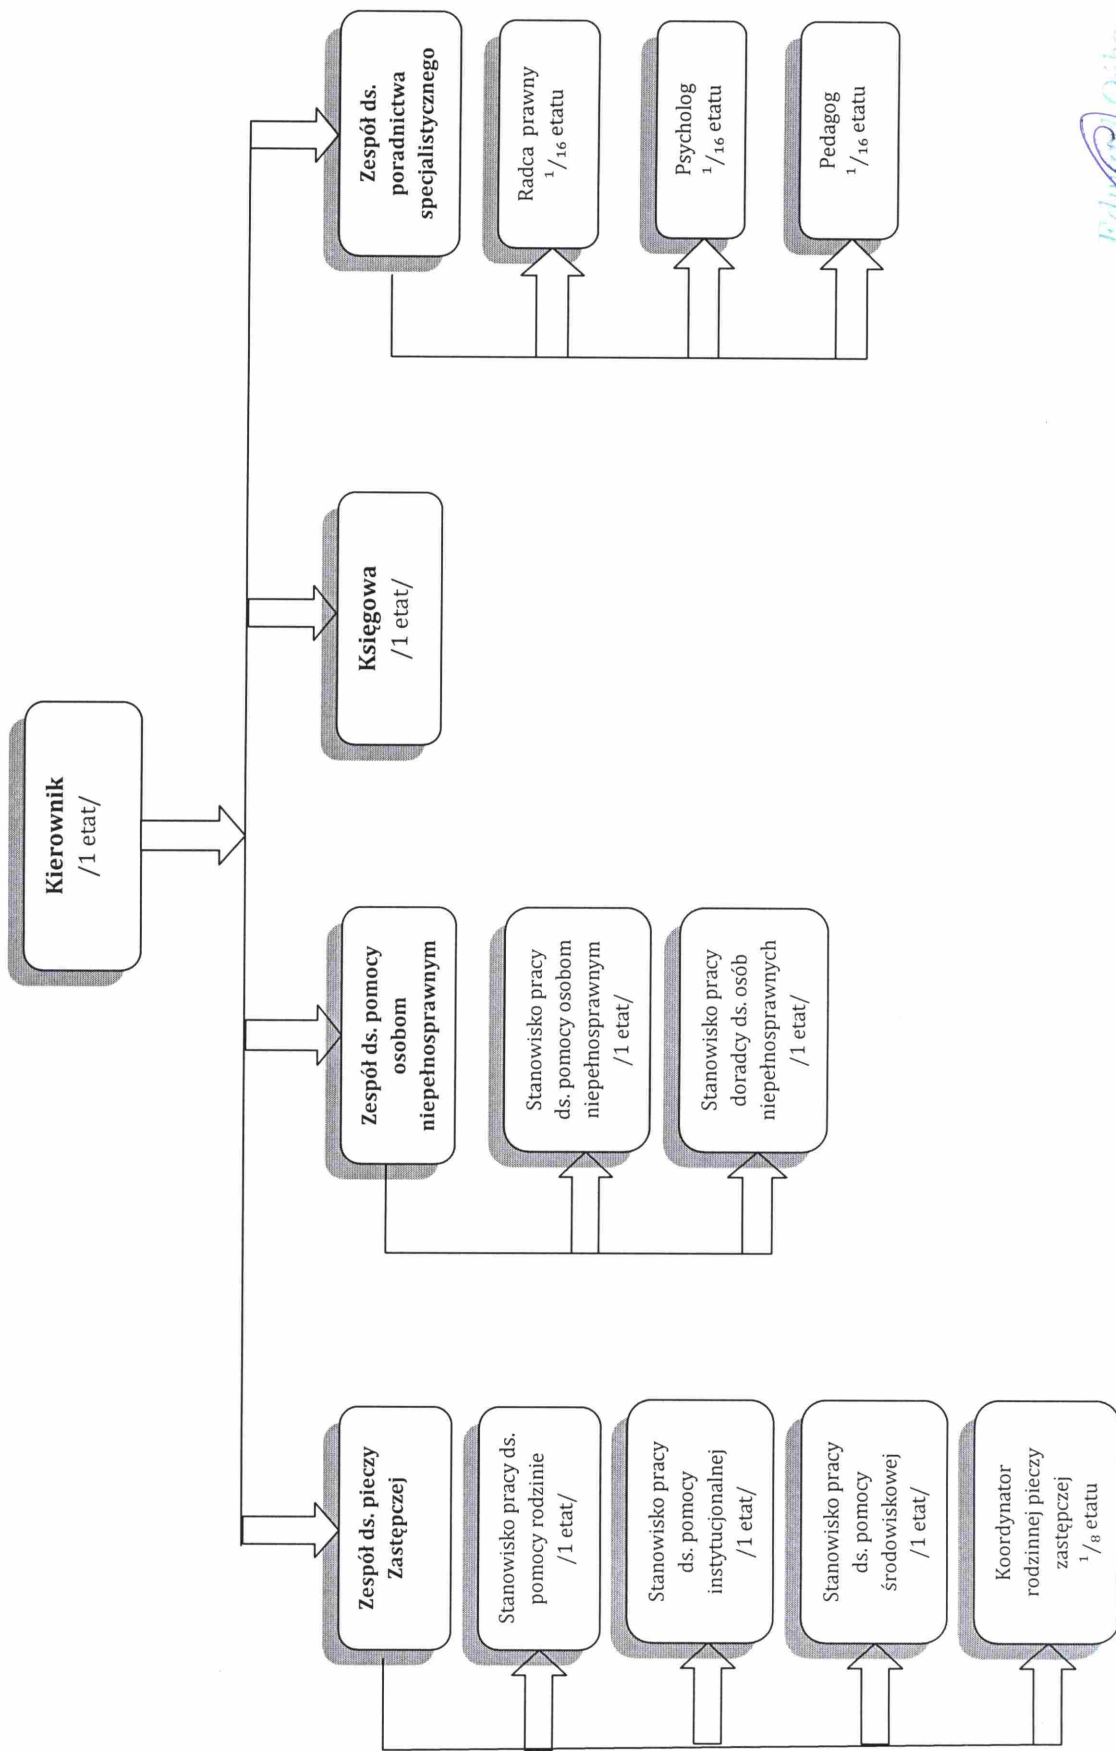 Kierownik
/1 etat/
Zespół ds. pieczy
Zastępczej
Stanowisko pracy ds.
pomocy rodzinie
/1 etat/
Stanowisko pracy
ds. pomocy
instytucjonalnej
/1 etat/
Stanowisko pracy
ds. pomocy
środowiskowej
/1 etat/
Koordynator
rodzinnej pieczy
zastępczej
1/8 etatu
Zespół ds. pomocy
osobom
niepełnosprawnym
Stanowisko pracy
ds. pomocy osobom
niepełnosprawnym
/1 etat/
Stanowisko pracy
doradcy ds. osób
niepełnosprawnych
/1 etat/
Księgowa
/1 etat/
Zespół ds.
poradnictwa
specjalistycznego
Radca prawny
1/16 etatu
Psycholog
1/16 etatu
Pedagog
1/16 etatu